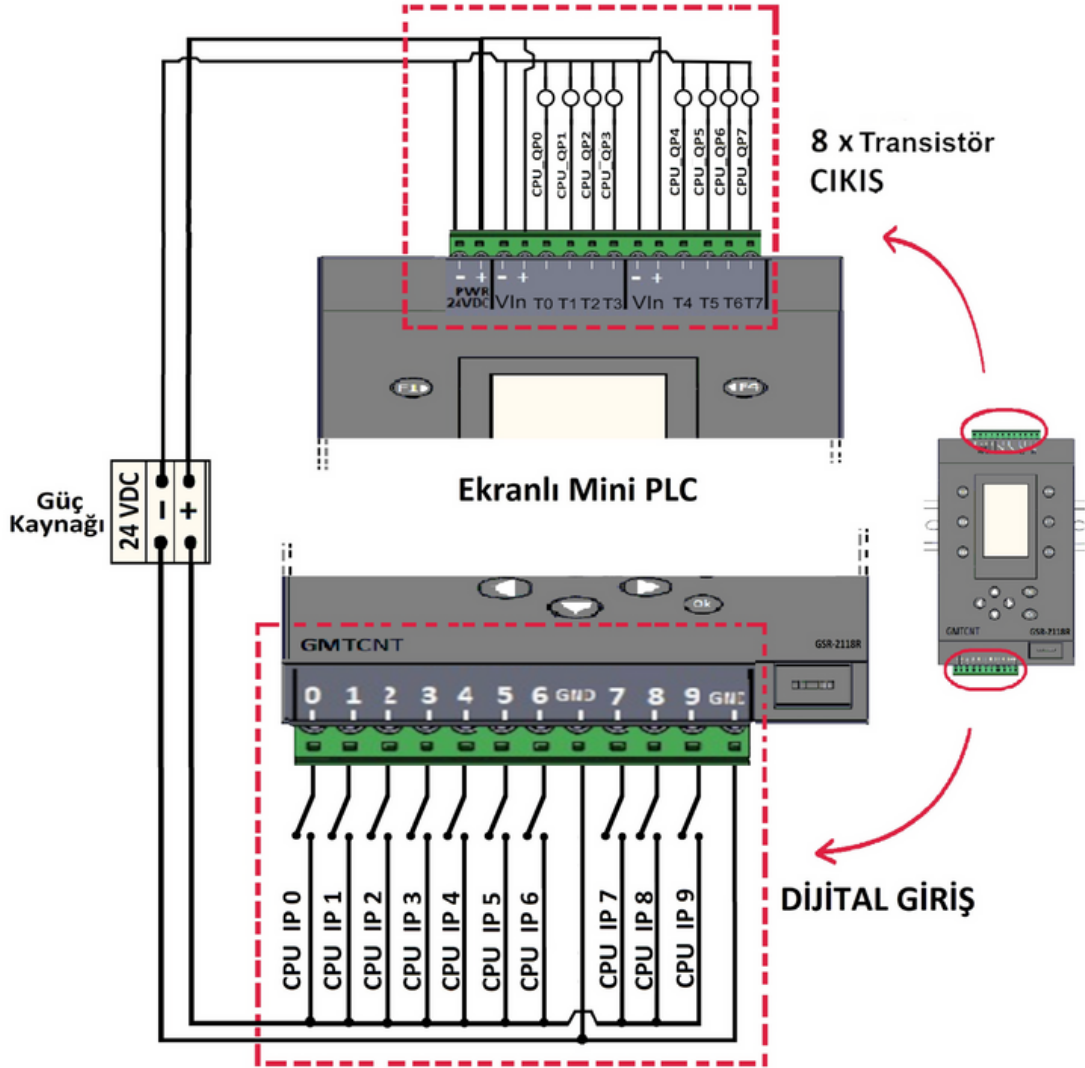 CPU_QP0
CPU_QP1
CPU_QP2
CPU_QP3
CPU_QP4
CPU_QP5
CPU_QP6
CPU_QP7
8 x Transistör
CIKIS
- + - + - +
PWR
24VDC VIn T0 T1 T2 T3 VIn T4 T5 T6 T7
F1 F4
Güç
Kaynağı
24 VDC - +
Ekranlı Mini PLC
Ok
GMTCNT GSR-2118R
0 1 2 3 4 5 6 GND 7 8 9 GND
CPU IP 0
CPU IP 1
CPU IP 2
CPU IP 3
CPU IP 4
CPU IP 5
CPU IP 6
CPU IP 7
CPU IP 8
CPU IP 9
DİJİTAL GİRİŞ
GMTCNT GSR-2118R